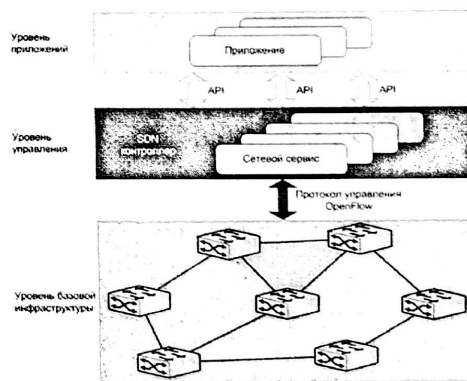 Уровень
приложений
Приложение
API
API
API
Уровень
управления
SDN
контроллер
Сетевой сервис
Протокол управления
OpenFlow
Уровень базовой
инфраструктуры